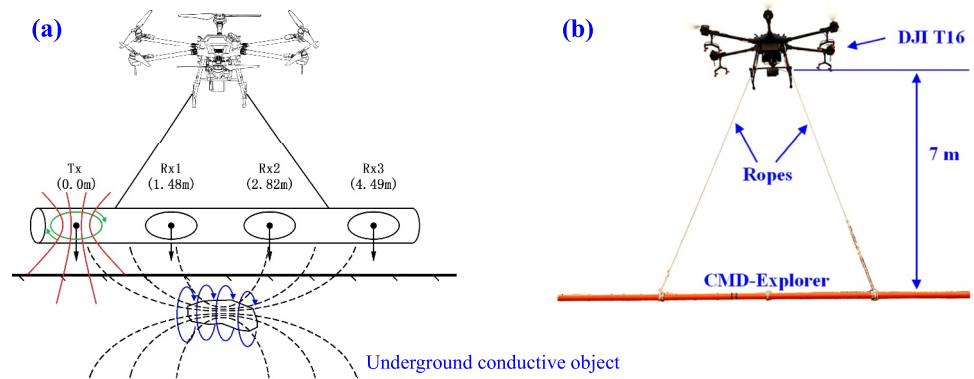 (a)
Tx
(0.0m)
Rx1
(1.48m)
Rx2
(2.82m)
Rx3
(4.49m)
Underground conductive object
(b)
DJI T16
7 m
Ropes
CMD-Explorer